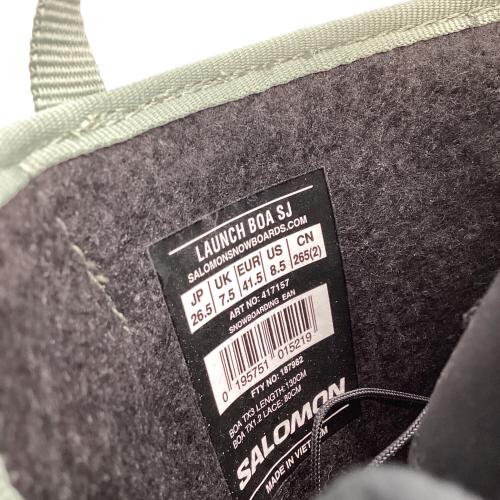 LAUNCH BOA SJ
SALOMONSNOWBOARDS.COM
JP UK EUR US CN
26.5 7.5 41.5 8.5 265(2)
ART NO: 417157
SNOWBOARDING EAN
0 195751 015219
FTY NO: 187982
BOA TX3 LENGTH: 130CM
BOA TX1.2 LACE: 80CM
SALOMON
MADE IN VIETNAM